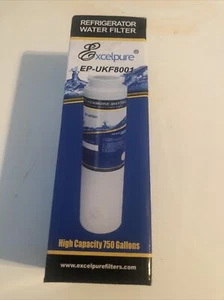 REFRIGERATOR
WATER FILTER
Excelpure®
EP-UKF8001
High Capacity 750 Gallons
www.excelpurefilters.com